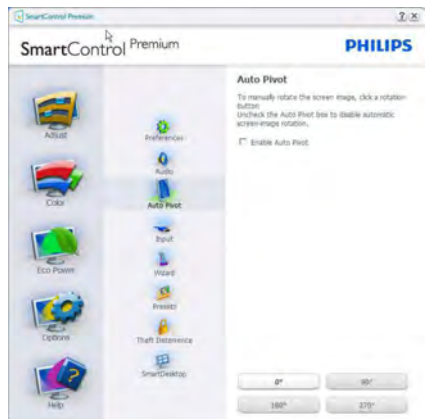 SmartControl Premium
SmartControl Premium
PHILIPS
Adjust
Color
Eco Power
Options
Help
Preferences
Audio
Auto Pivot
Input
Wizard
Presets
Theft Deterrence
SmartDesktop
Auto Pivot
To manually rotate the screen image, click a rotation
button
Uncheck the Auto Pivot box to disable automatic
screen-image rotation.
Enable Auto Pivot
0°
90°
180°
270°